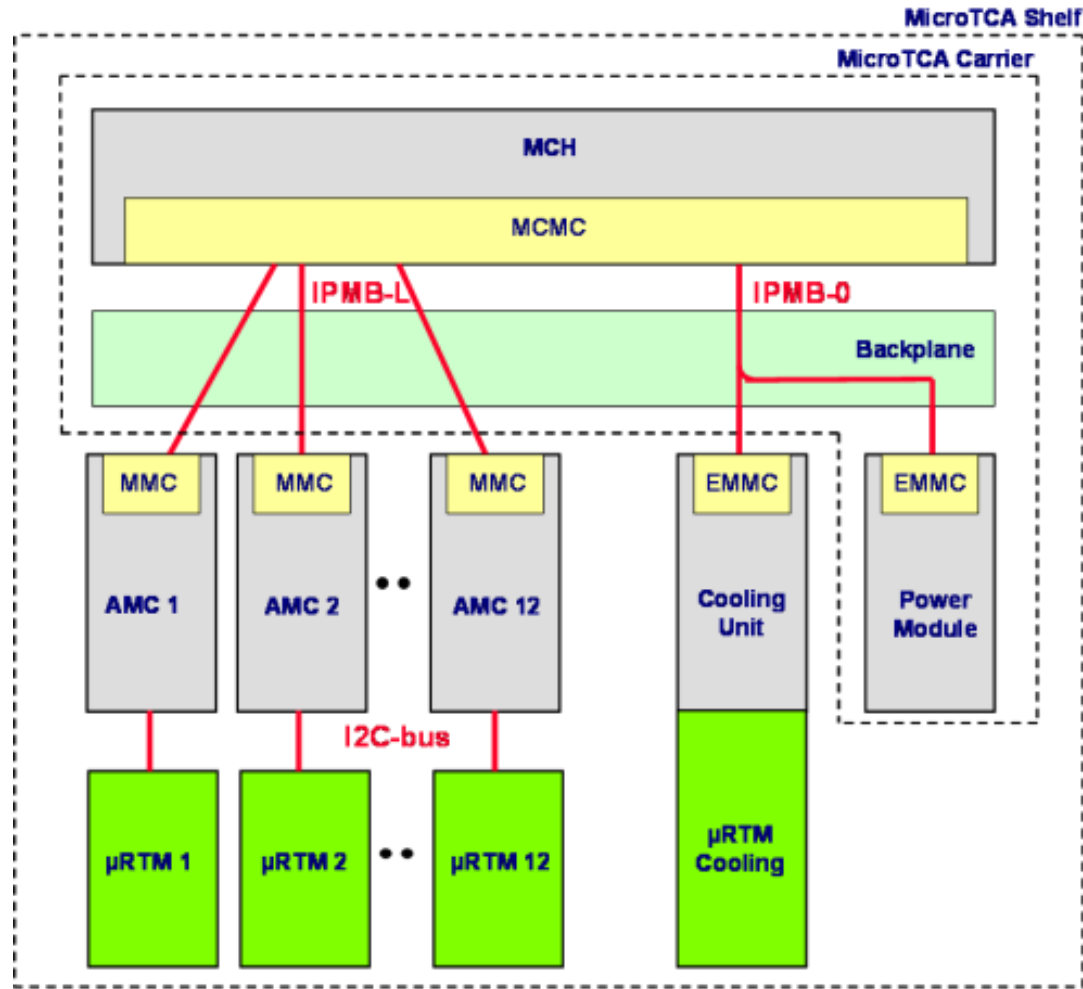 MicroTCA Shelf
MicroTCA Carrier
MCH
MCMC
IPMB-L
IPMB-0
Backplane
MMC
MMC
MMC
EMMC
EMMC
AMC 1
AMC 2
AMC 12
Cooling
Unit
Power
Module
I2C-bus
µRTM 1
µRTM 2
µRTM 12
µRTM
Cooling